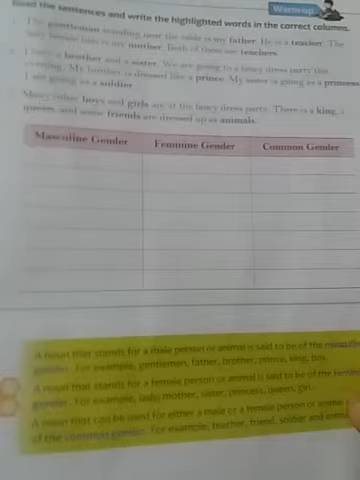 Warm-up
Read the sentences and write the highlighted words in the correct columns.
The gentleman standing near the table is my father. He is a teacher. The
lady beside him is my mother. Both of them are teachers.
I have a brother and a sister. We are going to a fancy dress party this
evening. My brother is dressed like a prince. My sister is going as a princess
I am going as a soldier
Many other boys and girls are at the fancy dress party. There is a king, a
queen, and some friends are dressed up as animals.
Masculine Gender Feminine Gender Common Gender
A noun that stands for a male person or animal is said to be of the
gender. For example, gentleman, father, brother, prince, king, boy.
A noun that stands for a female person or animal is said to be of the
gender. For example, lady, mother, sister, princess, queen, girl.
A noun that can be used for either a male or a female person or
of the common gender. For example, teacher, friend, soldier and